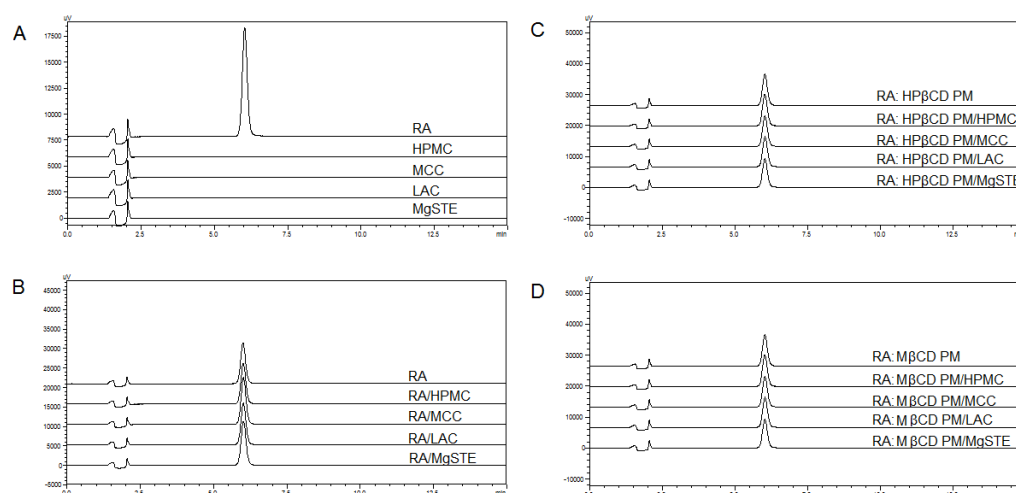 A
uV
17500
15000
12500
10000
7500
5000
2500
0
RA
HPMC
MCC
LAC
MgSTE
0.0
2.5
5.0
7.5
10.0
12.5
min
B
uV
45000
40000
35000
30000
25000
20000
15000
10000
5000
0
-5000
RA
RA/HPMC
RA/MCC
RA/LAC
RA/MgSTE
C
uV
50000
40000
30000
20000
10000
0
-10000
RA: HPβCD PM
RA: HPβCD PM/HPMC
RA: HPβCD PM/MCC
RA: HPβCD PM/LAC
RA: HPβCD PM/MgSTE
0.0
2.5
5.0
7.5
10.0
12.5
D
uV
50000
40000
30000
20000
10000
0
-10000
RA: MβCD PM
RA: MβCD PM/HPMC
RA: MβCD PM/MCC
RA: MβCD PM/LAC
RA: MβCD PM/MgSTE